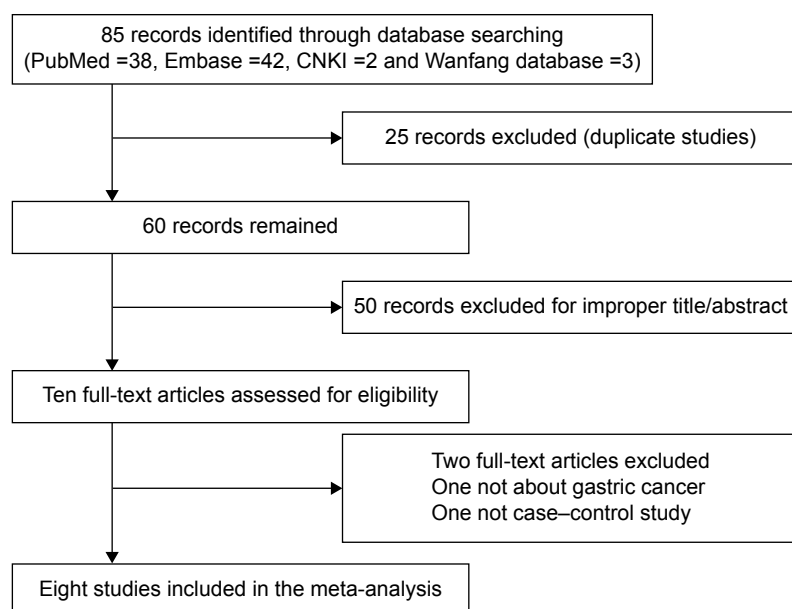 85 records identified through database searching
(PubMed =38, Embase =42, CNKI =2 and Wanfang database =3)
25 records excluded (duplicate studies)
60 records remained
50 records excluded for improper title/abstract
Ten full-text articles assessed for eligibility
Two full-text articles excluded
One not about gastric cancer
One not case–control study
Eight studies included in the meta-analysis